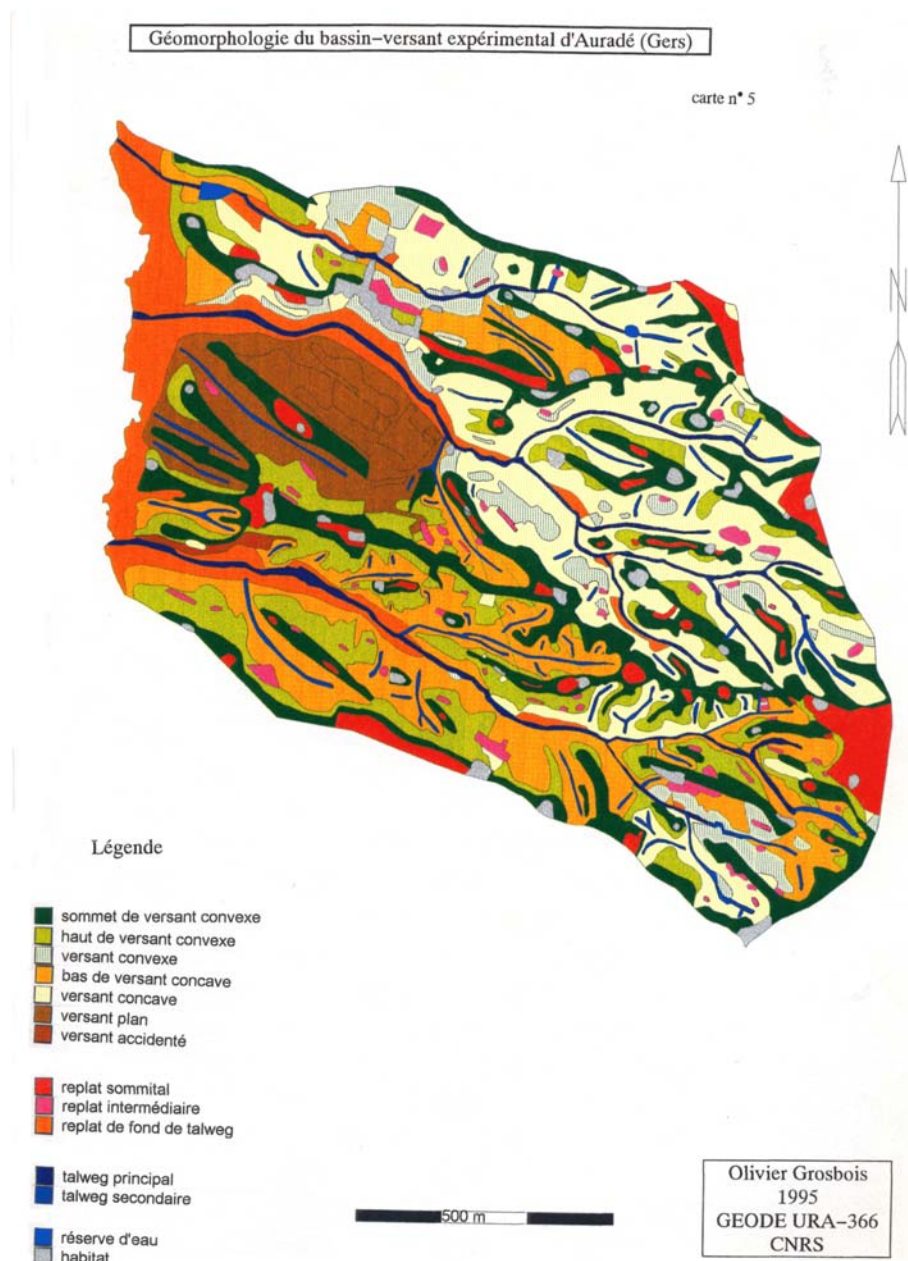 Géomorphologie du bassin-versant expérimental d'Auradé (Gers)
carte n° 5
N
Légende
sommet de versant convexe
haut de versant convexe
versant convexe
bas de versant concave
versant concave
versant plan
versant accidenté
replat sommital
replat intermédiaire
replat de fond de talweg
talweg principal
talweg secondaire
réserve d'eau
habitat
500 m
Olivier Grosbois
1995
GEODE URA-366
CNRS